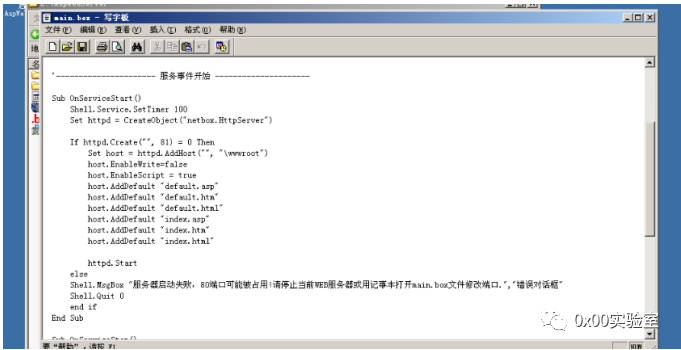 main.box - 写字板
文件(F) 编辑(E) 查看(V) 插入(I) 格式(O) 帮助(H)
'---------------------- 服务事件开始 ---------------------
Sub OnServiceStart()
Shell.Service.SetTimer 100
Set httpd = CreateObject("netbox.HttpServer")
If httpd.Create("", 81) = 0 Then
Set host = httpd.AddHost("", "\wwwroot")
host.EnableWrite=false
host.EnableScript = true
host.AddDefault "default.asp"
host.AddDefault "default.htm"
host.AddDefault "default.html"
host.AddDefault "index.asp"
host.AddDefault "index.htm"
host.AddDefault "index.html"
httpd.Start
else
Shell.MsgBox "服务器启动失败，80端口可能被占用!请停止当前WEB服务器或用记事本打开main.box文件修改端口.","错误对话框"
Shell.Quit 0
end if
End Sub
0x00实验室
要“帮助”，请按 F1